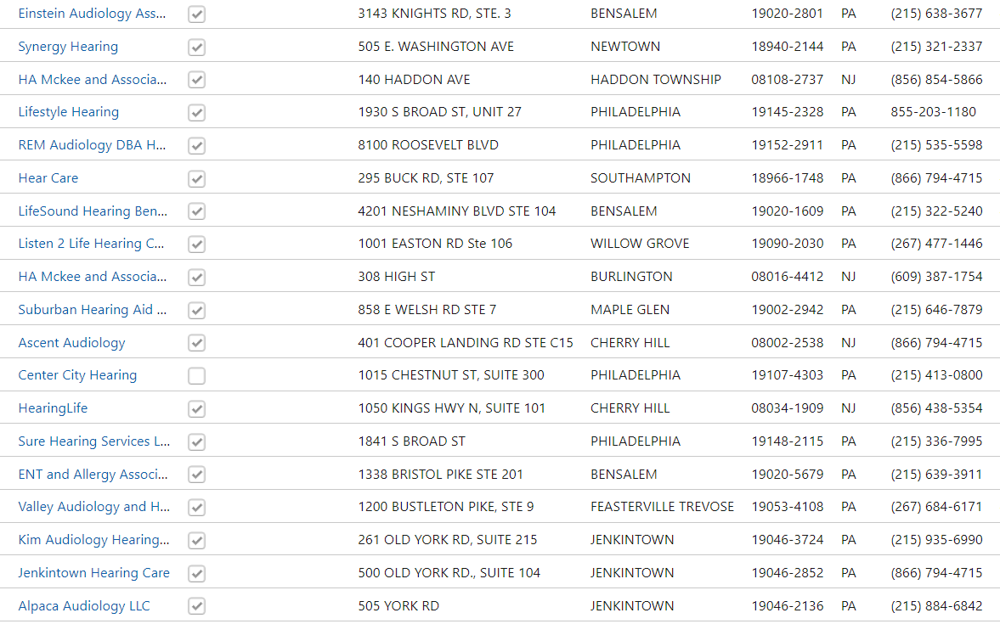 Einstein Audiology Ass... 3143 KNIGHTS RD, STE. 3 BENSALEM 19020-2801 PA (215) 638-3677
Synergy Hearing 505 E. WASHINGTON AVE NEWTOWN 18940-2144 PA (215) 321-2337
HA Mckee and Associa... 140 HADDON AVE HADDON TOWNSHIP 08108-2737 NJ (856) 854-5866
Lifestyle Hearing 1930 S BROAD ST, UNIT 27 PHILADELPHIA 19145-2328 PA 855-203-1180
REM Audiology DBA H... 8100 ROOSEVELT BLVD PHILADELPHIA 19152-2911 PA (215) 535-5598
Hear Care 295 BUCK RD, STE 107 SOUTHAMPTON 18966-1748 PA (866) 794-4715
LifeSound Hearing Ben... 4201 NESHAMINY BLVD STE 104 BENSALEM 19020-1609 PA (215) 322-5240
Listen 2 Life Hearing C... 1001 EASTON RD Ste 106 WILLOW GROVE 19090-2030 PA (267) 477-1446
HA Mckee and Associa... 308 HIGH ST BURLINGTON 08016-4412 NJ (609) 387-1754
Suburban Hearing Aid ... 858 E WELSH RD STE 7 MAPLE GLEN 19002-2942 PA (215) 646-7879
Ascent Audiology 401 COOPER LANDING RD STE C15 CHERRY HILL 08002-2538 NJ (866) 794-4715
Center City Hearing 1015 CHESTNUT ST, SUITE 300 PHILADELPHIA 19107-4303 PA (215) 413-0800
HearingLife 1050 KINGS HWY N, SUITE 101 CHERRY HILL 08034-1909 NJ (856) 438-5354
Sure Hearing Services L... 1841 S BROAD ST PHILADELPHIA 19148-2115 PA (215) 336-7995
ENT and Allergy Associ... 1338 BRISTOL PIKE STE 201 BENSALEM 19020-5679 PA (215) 639-3911
Valley Audiology and H... 1200 BUSTLETON PIKE, STE 9 FEASTERVILLE TREVOSE 19053-4108 PA (267) 684-6171
Kim Audiology Hearing... 261 OLD YORK RD, SUITE 215 JENKINTOWN 19046-3724 PA (215) 935-6990
Jenkintown Hearing Care 500 OLD YORK RD., SUITE 104 JENKINTOWN 19046-2852 PA (866) 794-4715
Alpaca Audiology LLC 505 YORK RD JENKINTOWN 19046-2136 PA (215) 884-6842